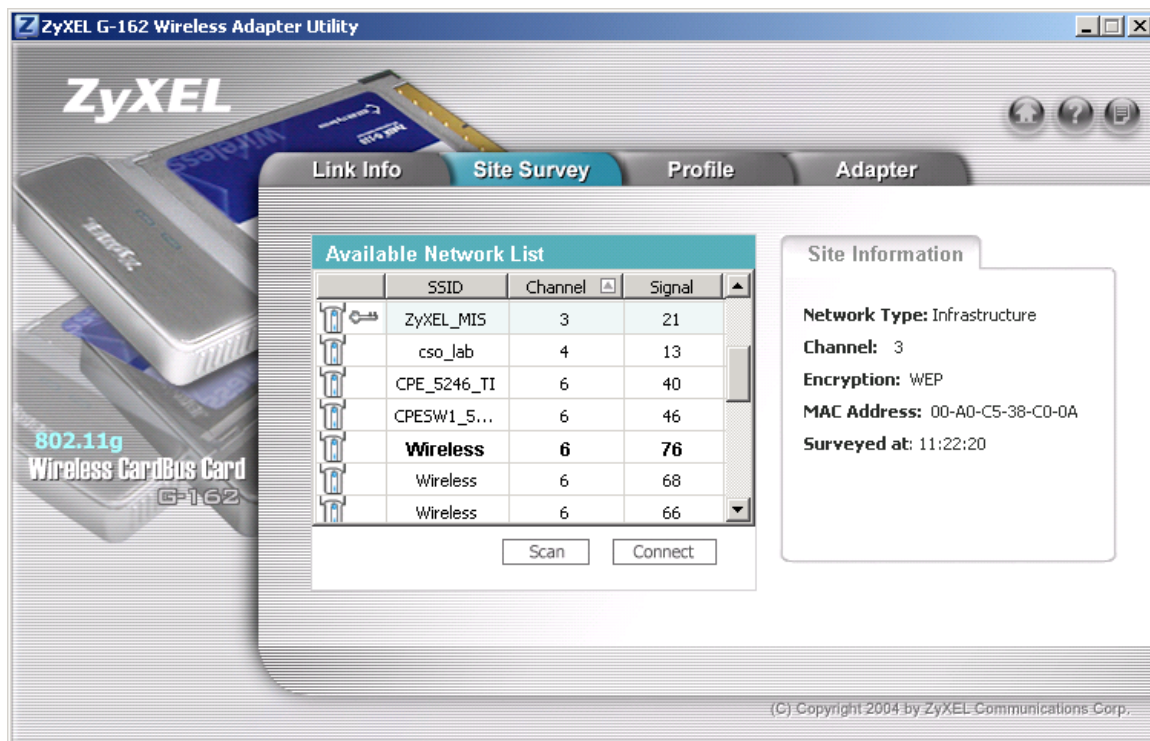 ZyXEL G-162 Wireless Adapter Utility
ZyXEL
Link Info
Site Survey
Profile
Adapter
Available Network List
SSID Channel Signal
ZyXEL_MIS 3 21
cso_lab 4 13
CPE_5246_TI 6 40
CPESW1_5... 6 46
Wireless 6 76
Wireless 6 68
Wireless 6 66
Scan
Connect
Site Information
Network Type: Infrastructure
Channel: 3
Encryption: WEP
MAC Address: 00-A0-C5-38-C0-0A
Surveyed at: 11:22:20
Wireless
ZyXEL
802.11g
Wireless CardBus Card
G-162
(C) Copyright 2004 by ZyXEL Communications Corp.